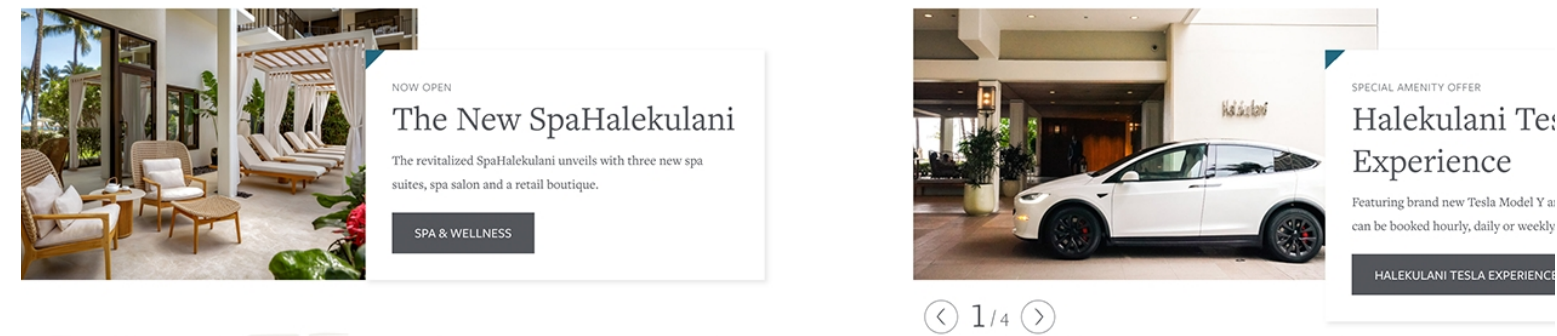 NOW OPEN
The New SpaHalekulani
The revitalized SpaHalekulani unveils with three new spa
suites, spa salon and a retail boutique.
SPA & WELLNESS
Halekulani
SPECIAL AMENITY OFFER
Halekulani Tes
Experience
Featuring brand new Tesla Model Y a
can be booked hourly, daily or weekly
HALEKULANI TESLA EXPERIENCE
1 / 4